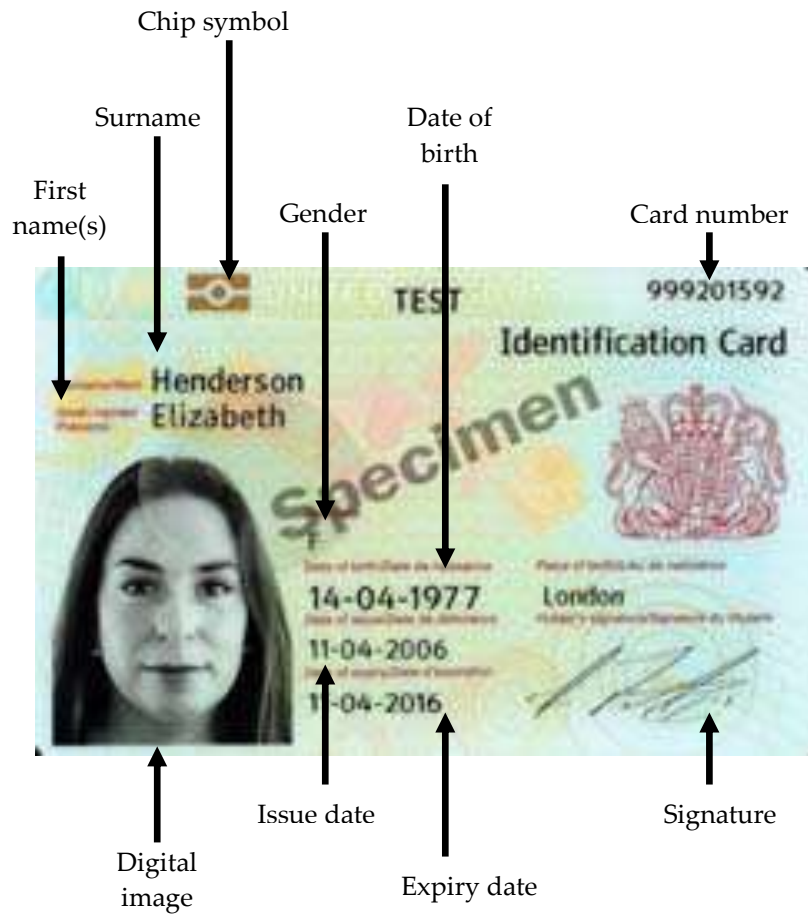 Chip symbol
Surname
Date of
birth
First
name(s)
Gender
Card number
TEST
999201592
Identification Card
Henderson
Elizabeth
Specimen
F
14-04-1977
London
11-04-2006
11-04-2016
Issue date
Signature
Digital
image
Expiry date